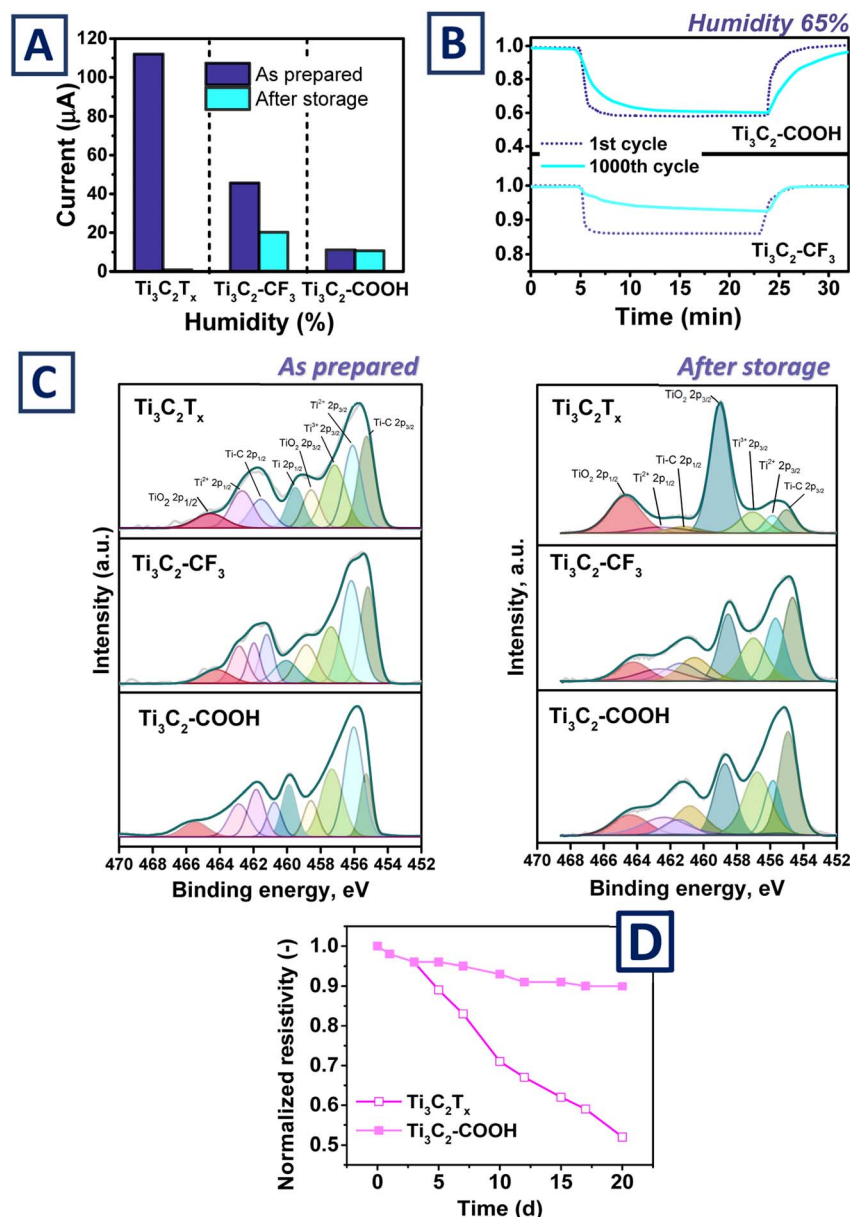 A
120
100
80
60
40
20
0
Current (μA)
As prepared
After storage
Ti₃C₂Tₓ
Ti₃C₂-CF₃
Ti₃C₂-COOH
Humidity (%)
B
Humidity 65%
1.0
0.8
0.6
0.4
Ti₃C₂-COOH
1st cycle
1000th cycle
1.0
0.9
0.8
Ti₃C₂-CF₃
0 5 10 15 20 25 30
Time (min)
C
As prepared
Ti₃C₂Tₓ
TiO₂ 2p1/2
Ti²⁺ 2p1/2
Ti-C 2p1/2
Ti 2p1/2
TiO₂ 2p3/2
Ti³⁺ 2p3/2
Ti²⁺ 2p3/2
Ti-C 2p3/2
Ti₃C₂-CF₃
Ti₃C₂-COOH
Intensity (a.u.)
470 468 466 464 462 460 458 456 454 452
Binding energy, eV
After storage
Ti₃C₂Tₓ
TiO₂ 2p1/2
Ti²⁺ 2p1/2
Ti-C 2p1/2
TiO₂ 2p3/2
Ti³⁺ 2p3/2
Ti²⁺ 2p3/2
Ti-C 2p3/2
Ti₃C₂-CF₃
Ti₃C₂-COOH
Intensity, a.u.
470 468 466 464 462 460 458 456 454 452
Binding energy, eV
D
1.0
0.9
0.8
0.7
0.6
0.5
Normalized resistivity (-)
Ti₃C₂Tₓ
Ti₃C₂-COOH
0 5 10 15 20
Time (d)